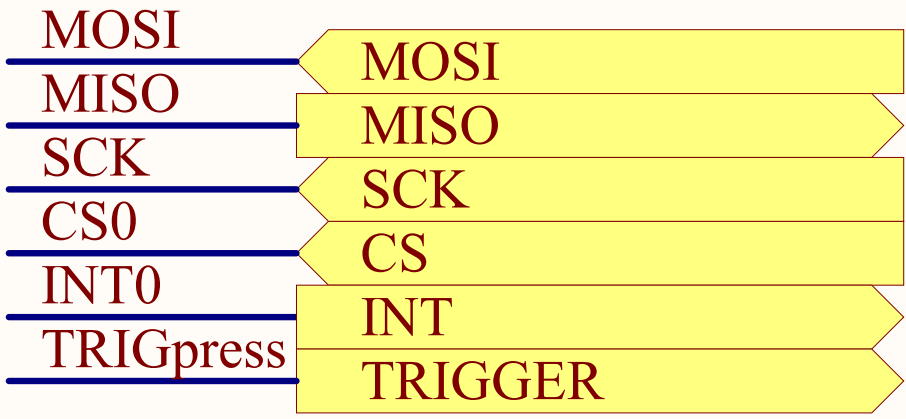 MOSI MOSI
MISO MISO
SCK SCK
CS0 CS
INT0 INT
TRIGpress TRIGGER